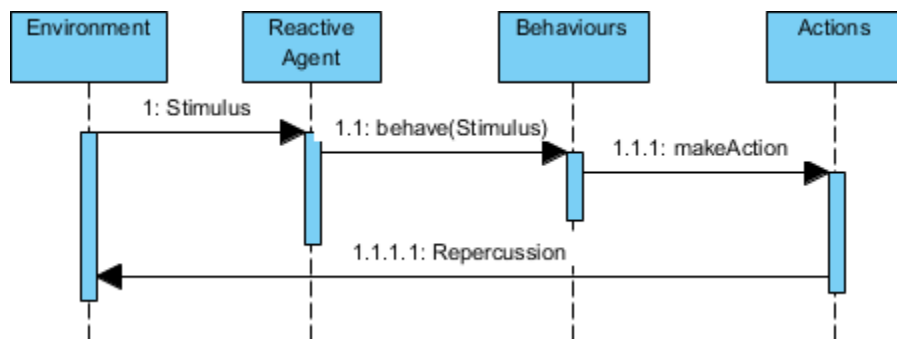 Environment
Reactive
Agent
Behaviours
Actions
1: Stimulus
1.1: behave(Stimulus)
1.1.1: makeAction
1.1.1.1: Repercussion